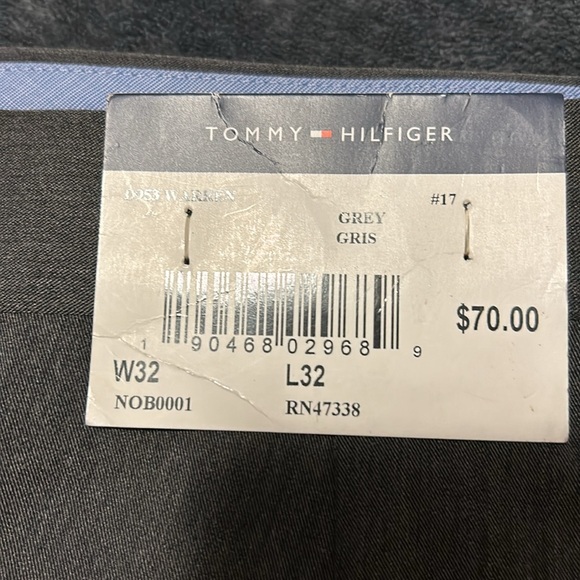 TOMMY HILFIGER
#17
GREY
GRIS
1 90468 02968 9
$70.00
W32 L32
NOB0001 RN47338